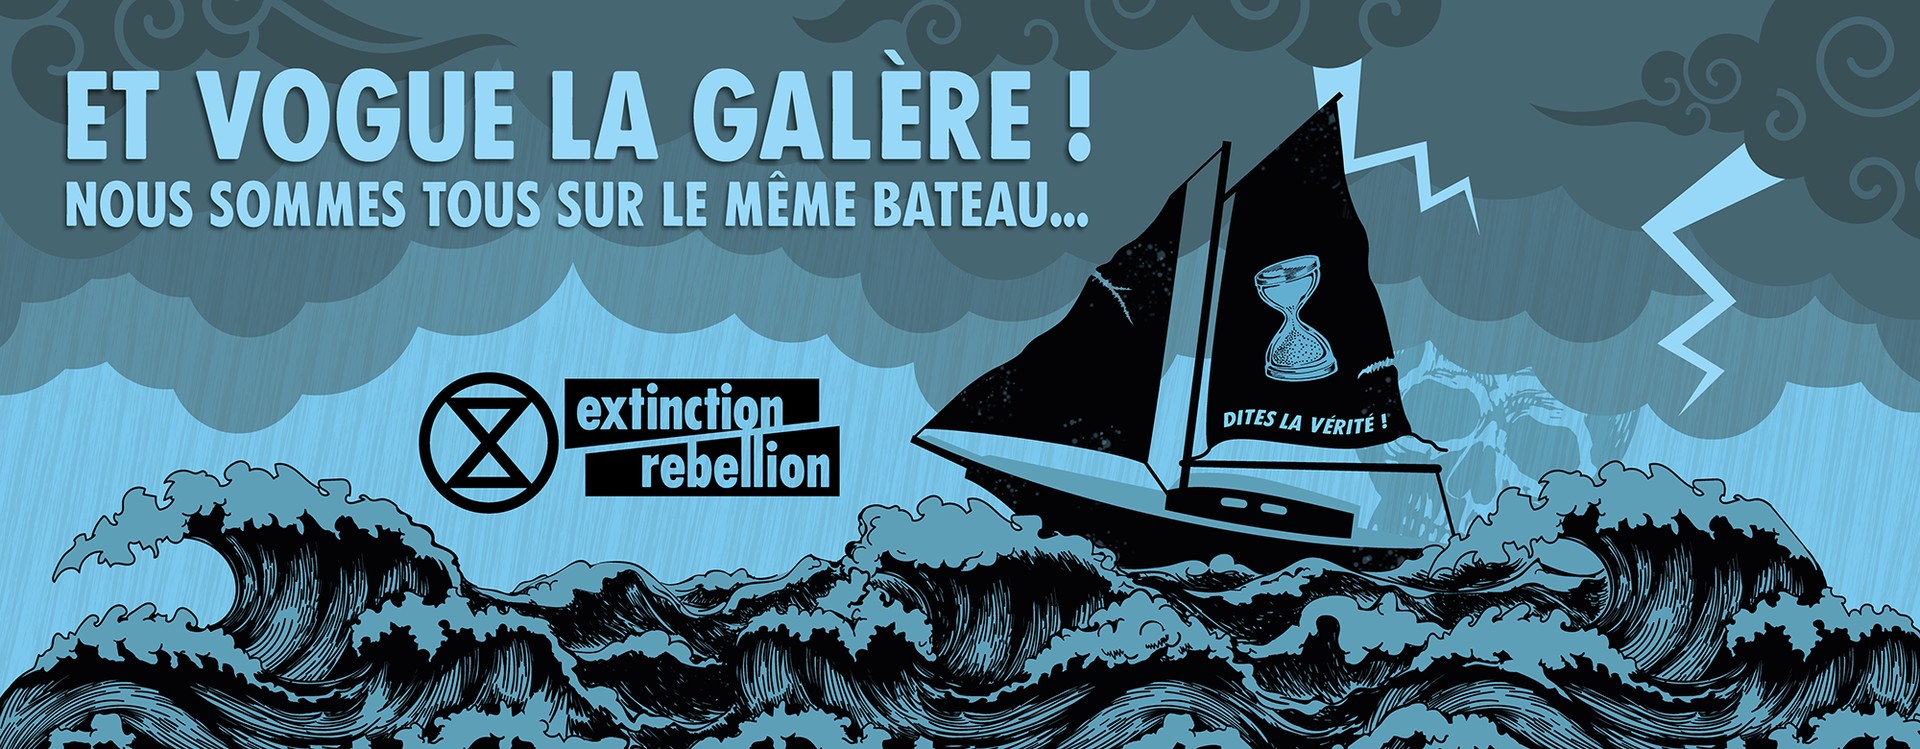 ET VOGUE LA GALÈRE !
NOUS SOMMES TOUS SUR LE MÊME BATEAU...
extinction
rebellion
DITES LA VÉRITÉ !